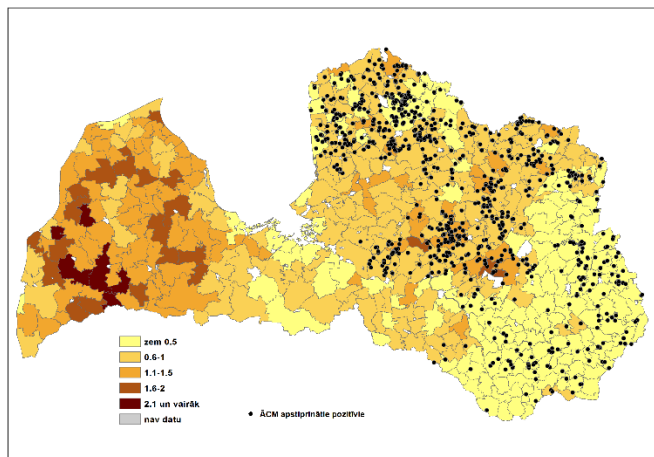 zem 0.5
0.6-1
1.1-1.5
1.6-2
2.1 un vairāk
nav datu
ĀCM apstiprinātie pozitīvie